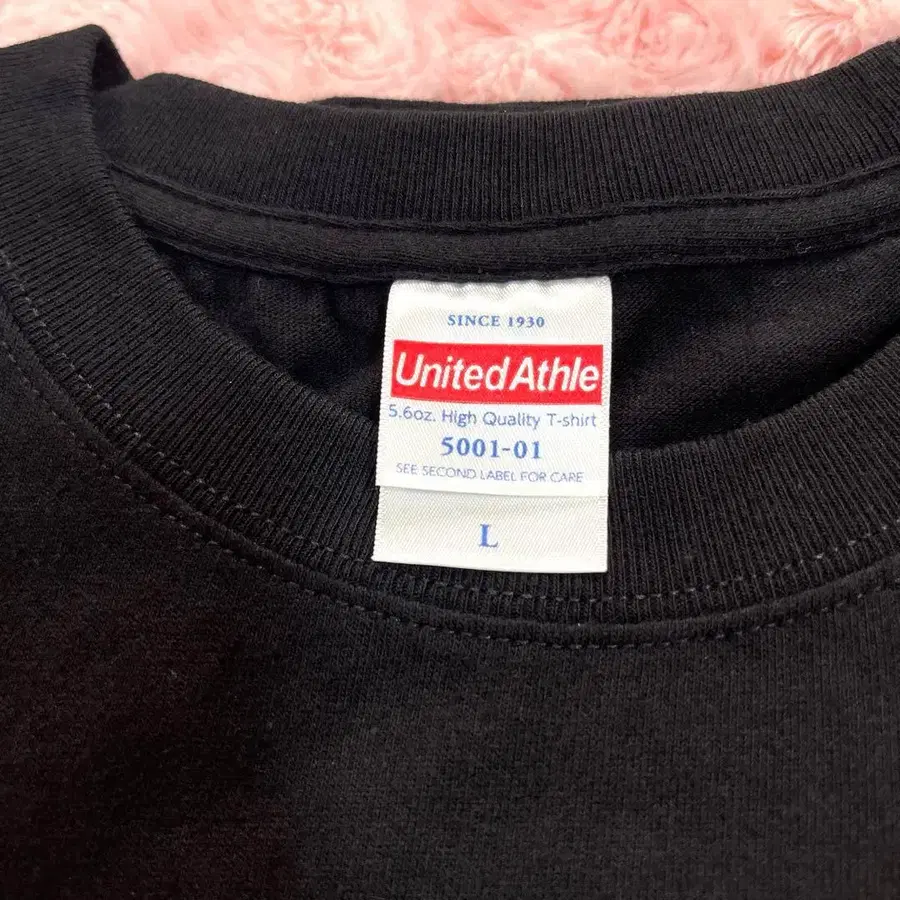 SINCE 1930
United Athle
5.6oz. High Quality T-shirt
5001-01
SEE SECOND LABEL FOR CARE
L